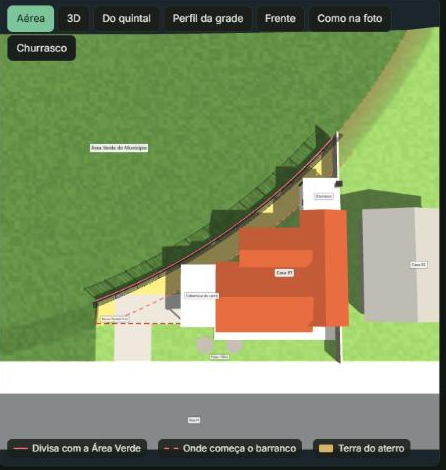 Aérea
3D
Do quintal
Perfil da grade
Frente
Como na foto
Churrasco
Área Verde do Município
Casa 01
Casa 02
Cobertura do carro
Divisa com a Área Verde
Onde começa o barranco
Terra do aterro